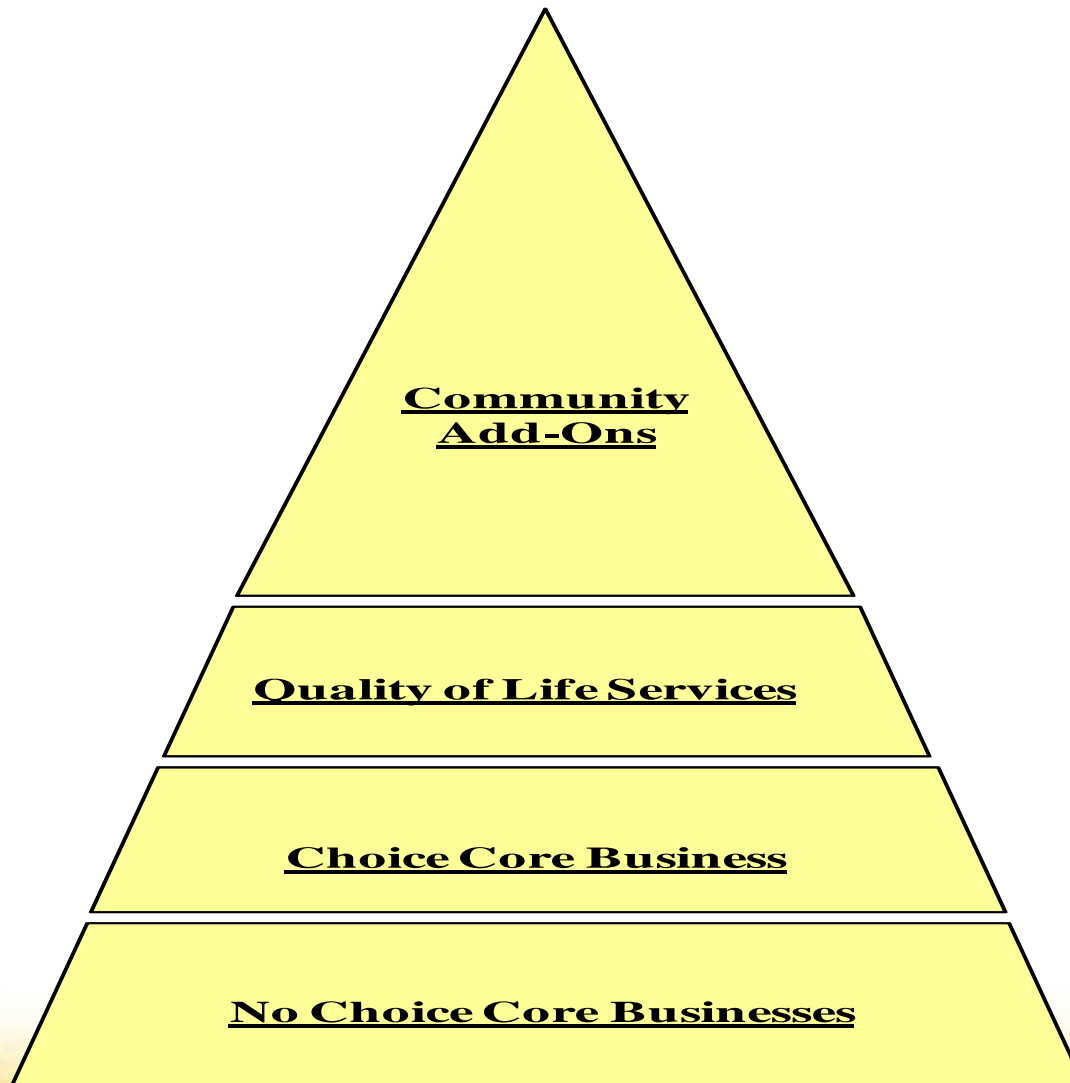 Community
Add-Ons
Quality of Life Services
Choice Core Business
No Choice Core Businesses